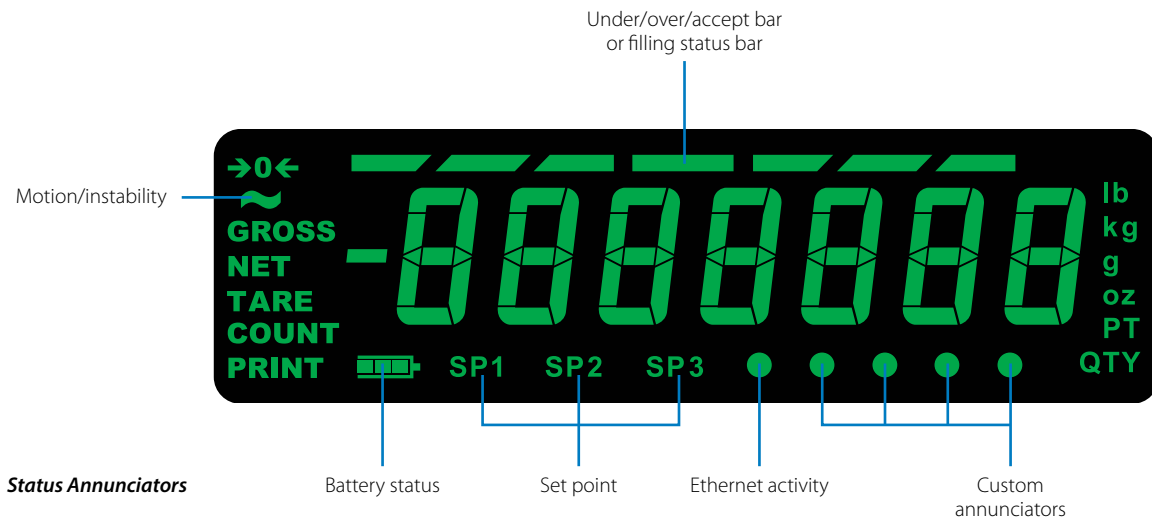 Under/over/accept bar
or filling status bar
Motion/instability
→0←
~
GROSS
NET
TARE
COUNT
PRINT
-8888888
lb
kg
g
oz
PT
QTY
SP1 SP2 SP3
Status Annunciators
Battery status
Set point
Ethernet activity
Custom
annunciators